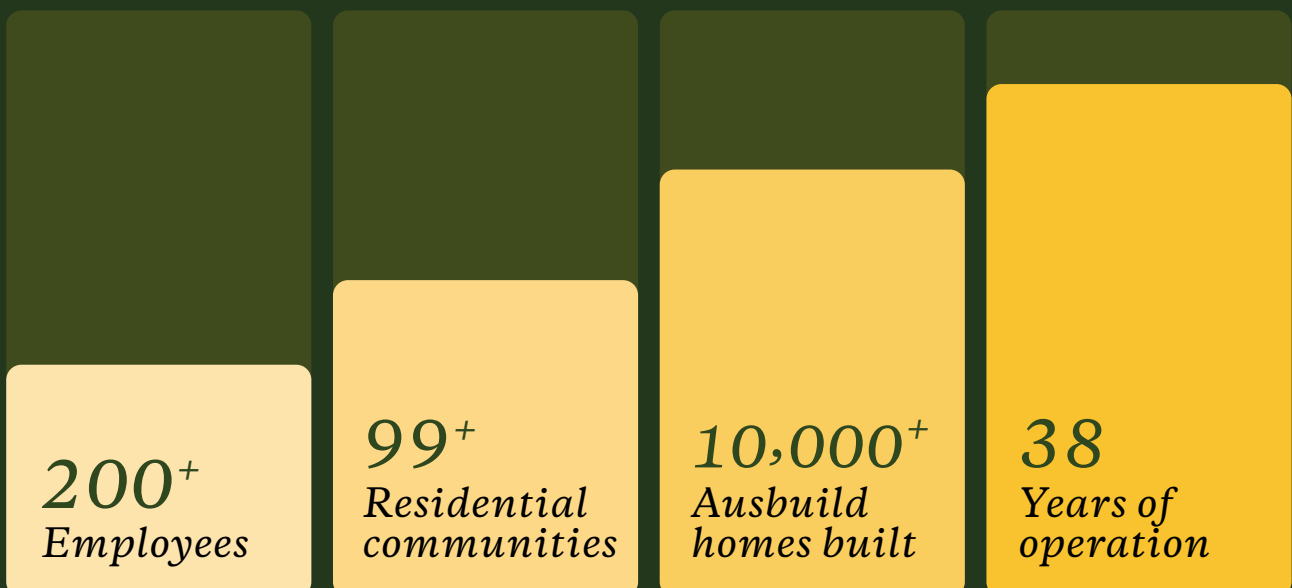 200+
Employees
99+
Residential
communities
10,000+
Ausbuild
homes built
38
Years of
operation